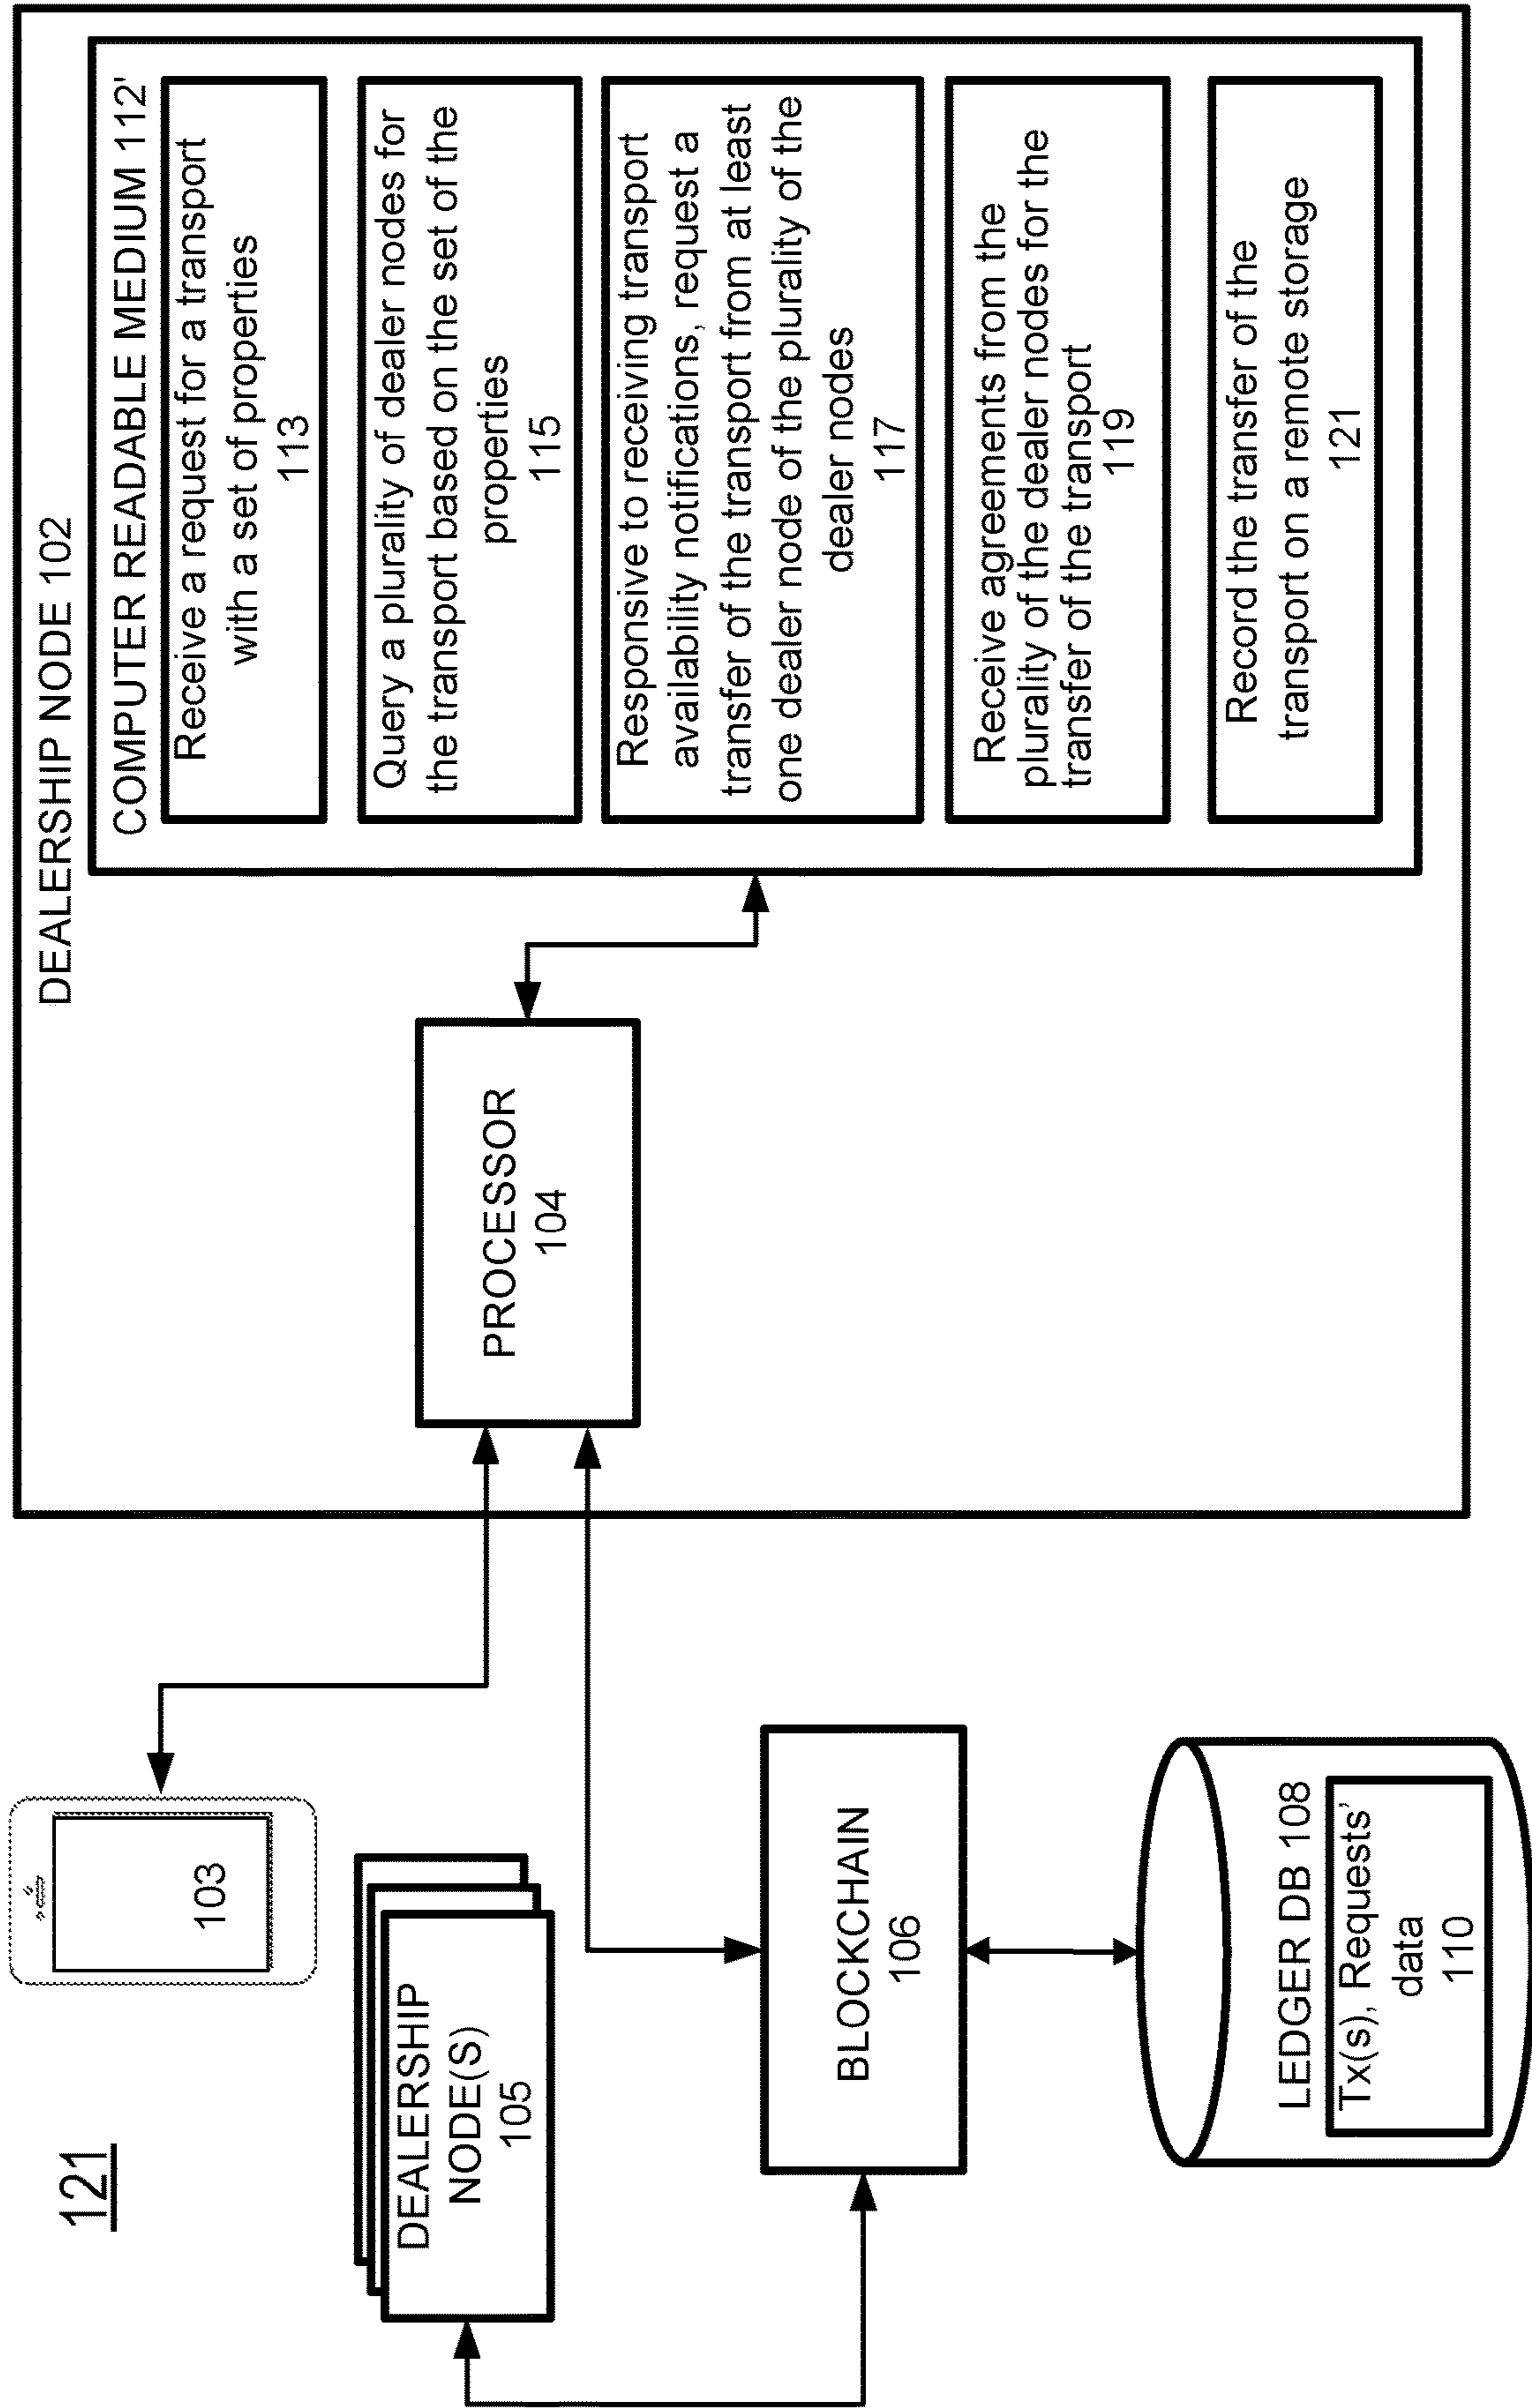 121
103
DEALERSHIP
NODE(S)
105
BLOCKCHAIN
106
LEDGER DB 108
Tx(s), Requests’
data
110
DEALERSHIP NODE 102
PROCESSOR
104
COMPUTER READABLE MEDIUM 112'
Receive a request for a transport
with a set of properties
113
Query a plurality of dealer nodes for
the transport based on the set of the
properties
115
Responsive to receiving transport
availability notifications, request a
transfer of the transport from at least
one dealer node of the plurality of the
dealer nodes
117
Receive agreements from the
plurality of the dealer nodes for the
transfer of the transport
119
Record the transfer of the
transport on a remote storage
121